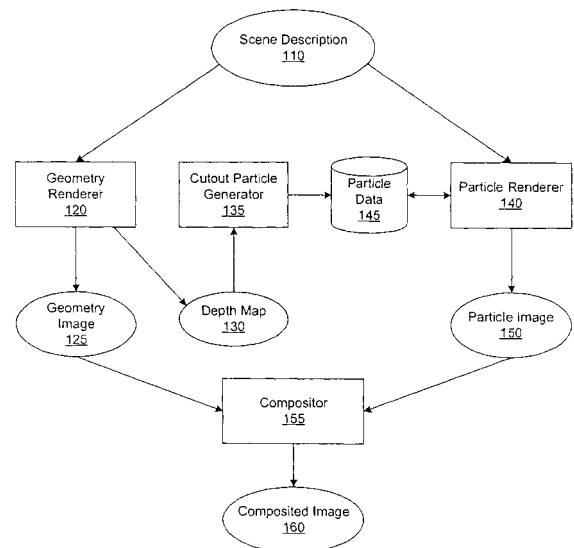 Scene Description
110
Geometry
Renderer
120
Cutout Particle
Generator
135
Particle
Data
145
Particle Renderer
140
Geometry
Image
125
Depth Map
130
Particle Image
150
Compositor
155
Composited Image
160